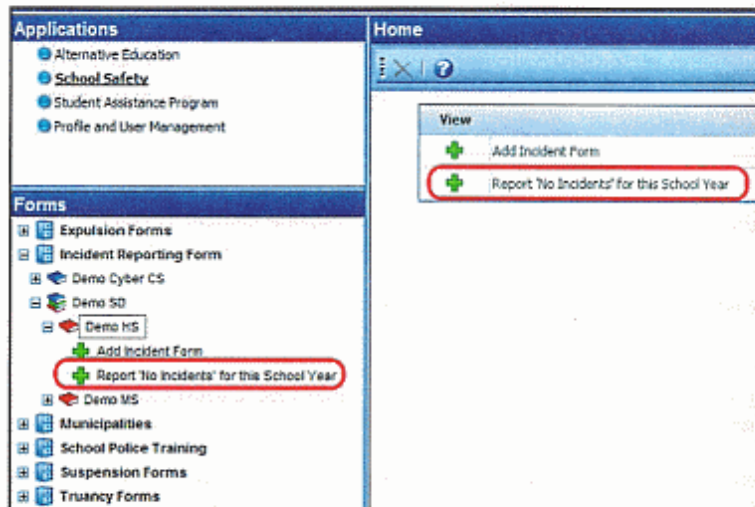 Applications
Alternative Education
School Safety
Student Assistance Program
Profile and User Management
Forms
Expulsion Forms
Incident Reporting Form
Demo Cyber CS
Demo SD
Demo HS
Add Incident Form
Report 'No Incidents' for this School Year
Demo MS
Municipalities
School Police Training
Suspension Forms
Truancy Forms
Home
View
Add Incident Form
Report 'No Incidents' for this School Year